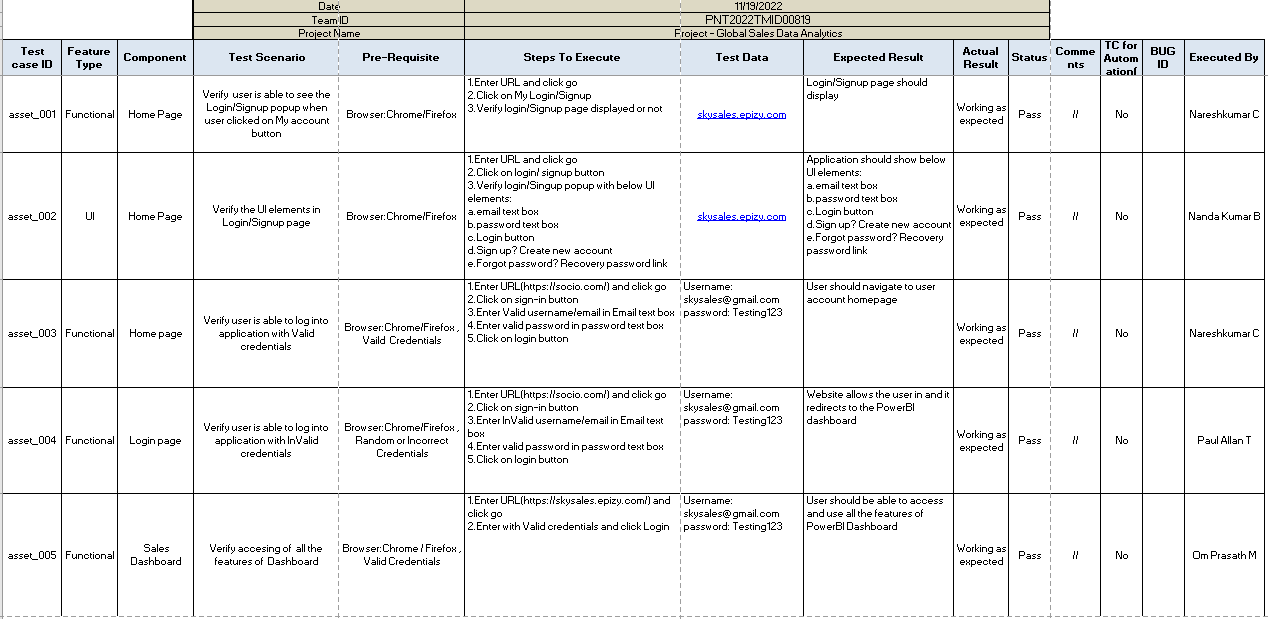 Date 11/19/2022
Team ID PNT2022TMID00819
Project Name Project - Global Sales Data Analytics
Test case ID
Feature Type
Component
Test Scenario
Pre-Requisite
Steps To Execute
Test Data
Expected Result
Actual Result
Status
Comme nts
TC for Autom ation(
BUG ID
Executed By
asset_001
Functional
Home Page
Verify user is able to see the
Login/Signup popup when
user clicked on My account
button
Browser:Chrome/Firefox
1.Enter URL and click go
2.Click on My Login/Signup
3.Verify login/Signup page displayed or not
skysales.epizy.com
Login/Signup page should
display
Working as
expected
Pass
//
No
Nareshkumar C
asset_002
UI
Home Page
Verify the UI elements in
Login/Signup page
Browser:Chrome/Firefox
1.Enter URL and click go
2.Click on login/ signup button
3.Verify login/Singup popup with below UI
elements:
a.email text box
b.password text box
c.Login button
d.Sign up? Create new account
e.Forgot password? Recovery password link
skysales.epizy.com
Application should show below
UI elements:
a.email text box
b.password text box
c.Login button
d.Sign up? Create new account
e.Forgot password? Recovery
password link
Working as
expected
Pass
//
No
Nanda Kumar B
asset_003
Functional
Home page
Verify user is able to log into
application with Valid
credentials
Browser:Chrome/Firefox ,
Vaild Credentials
1.Enter URL(https://socio.com/) and click go
2.Click on sign-in button
3.Enter Valid username/email in Email text box
4.Enter valid password in password text box
5.Click on login button
Username:
skysales@gmail.com
password: Testing123
User should navigate to user
account homepage
Working as
expected
Pass
//
No
Nareshkumar C
asset_004
Functional
Login page
Verify user is able to log into
application with InValid
credentials
Browser:Chrome/Firefox ,
Random or Incorrect
Credentials
1.Enter URL(https://socio.com/) and click go
2.Click on sign-in button
3.Enter InValid username/email in Email text
box
4.Enter valid password in password text box
5.Click on login button
Username:
skysales@gmail.com
password: Testing123
Website allows the user in and it
redirects to the PowerBI
dashboard
Working as
expected
Pass
//
No
Paul Allan T
asset_005
Functional
Sales
Dashboard
Verify accesing of all the
features of Dashboard
Browser:Chrome / Firefox ,
Valid Credentials
1.Enter URL(https://skysales.epizy.com/) and
click go
2.Enter with Valid credentials and click Login
Username:
skysales@gmail.com
password: Testing123
User should be able to access
and use all the features of
PowerBI Dashboard
Working as
expected
Pass
//
No
Om Prasath M